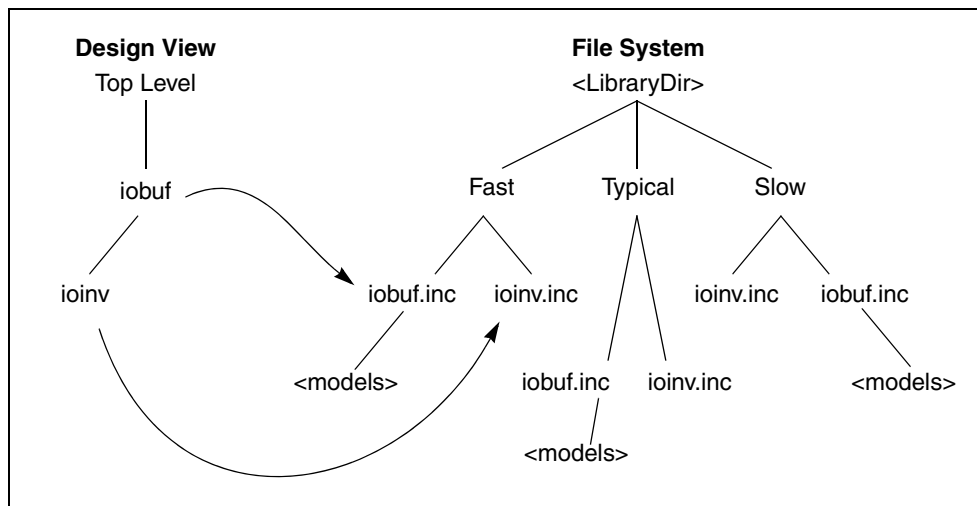 Design View
Top Level
iobuf
ioinv
File System
<LibraryDir>
Fast
Typical
Slow
iobuf.inc
ioinv.inc
ioinv.inc
iobuf.inc
<models>
iobuf.inc
ioinv.inc
<models>
<models>